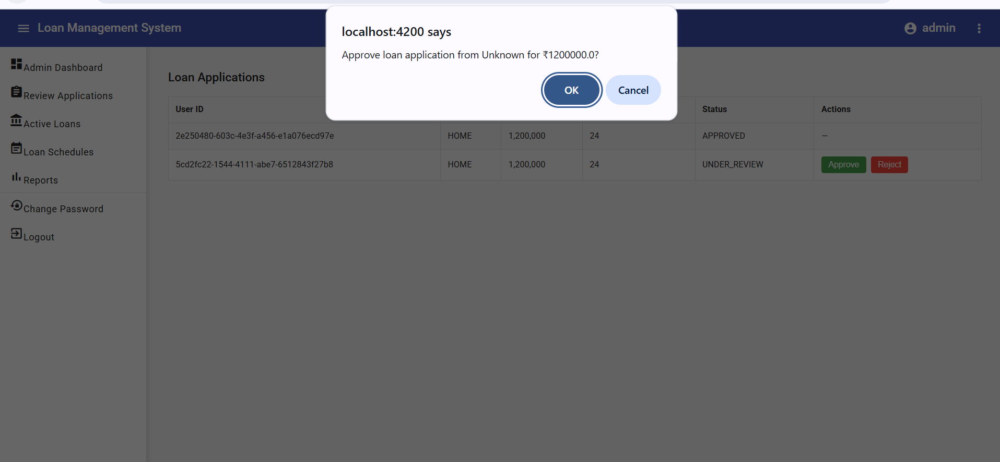 Loan Management System
admin
localhost:4200 says
Approve loan application from Unknown for ₹1200000.0?
OK
Cancel
Admin Dashboard
Review Applications
Active Loans
Loan Schedules
Reports
Change Password
Logout
Loan Applications
User ID Status Actions
2e250480-603c-4e3f-a456-e1a076ecd97e HOME 1,200,000 24 APPROVED —
5cd2fc22-1544-4111-abe7-6512843f27b8 HOME 1,200,000 24 UNDER_REVIEW Approve Reject